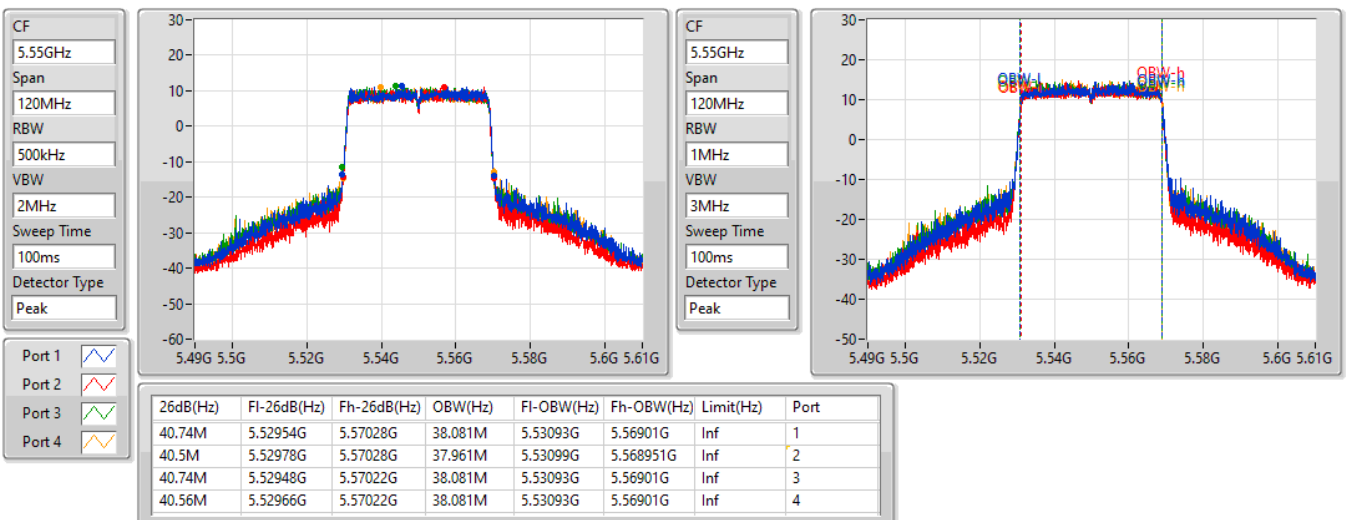 CF
5.55GHz
Span
120MHz
RBW
500kHz
VBW
2MHz
Sweep Time
100ms
Detector Type
Peak
Port 1
Port 2
Port 3
Port 4
30
20
10
0
-10
-20
-30
-40
-50
-60
5.49G 5.5G 5.52G 5.54G 5.56G 5.58G 5.6G 5.61G
CF
5.55GHz
Span
120MHz
RBW
1MHz
VBW
3MHz
Sweep Time
100ms
Detector Type
Peak
30
20
10
0
-10
-20
-30
-40
-50
OBW-h
5.49G 5.5G 5.52G 5.54G 5.56G 5.58G 5.6G 5.61G
26dB(Hz) Fl-26dB(Hz) Fh-26dB(Hz) OBW(Hz) Fl-OBW(Hz) Fh-OBW(Hz) Limit(Hz) Port
40.74M 5.52954G 5.57028G 38.081M 5.53093G 5.56901G Inf 1
40.5M 5.52978G 5.57028G 37.961M 5.53099G 5.568951G Inf 2
40.74M 5.52948G 5.57022G 38.081M 5.53093G 5.56901G Inf 3
40.56M 5.52966G 5.57022G 38.081M 5.53093G 5.56901G Inf 4